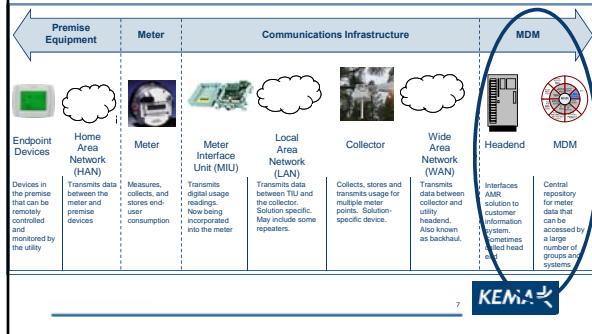 Premise
Equipment
Meter
Communications Infrastructure
MDM
Endpoint
Devices
Home
Area
Network
(HAN)
Meter
Meter
Interface
Unit (MIU)
Local
Area
Network
(LAN)
Collector
Wide
Area
Network
(WAN)
Headend
MDM
Devices in
the premise
that can be
remotely
controlled
and
monitored by
the utility
Transmits data
between the
meter and
premise
devices
Measures,
collects, and
stores end-
user
consumption
Transmits
digital usage
readings.
Now being
incorporated
into the meter
Transmits data
between TIU and
the collector.
Solution specific.
May include some
repeaters.
Collects, stores and
transmits usage for
multiple meter
points. Solution-
specific device.
Transmits
data between
collector and
utility
headend.
Also known
as backhaul.
Interfaces
AMR
solution to
customer
information
system.
Sometimes
called head
end
Central
repository
for meter
data that
can be
accessed by
a large
number of
groups and
systems
7
KEMA